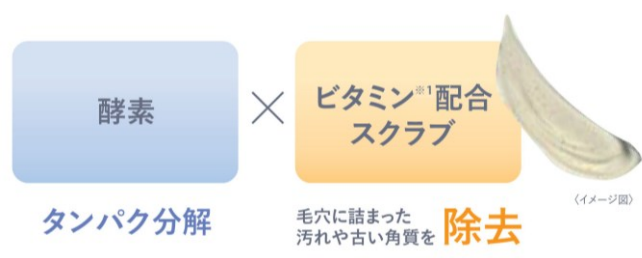 酵素
×
ビタミン※1配合
スクラブ
〈イメージ図〉
タンパク分解
毛穴に詰まった
汚れや古い角質を 除去